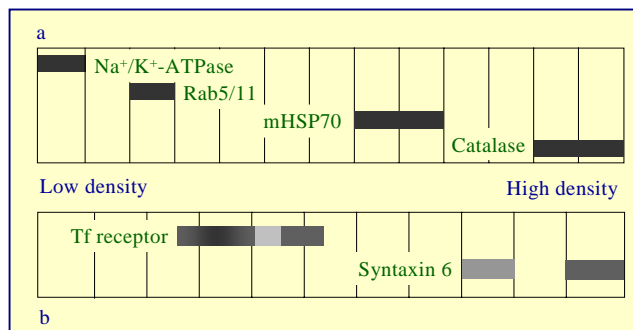 a
Na⁺/K⁺-ATPase
Rab5/11
mHSP70
Catalase
Low density High density
Tf receptor
Syntaxin 6
b